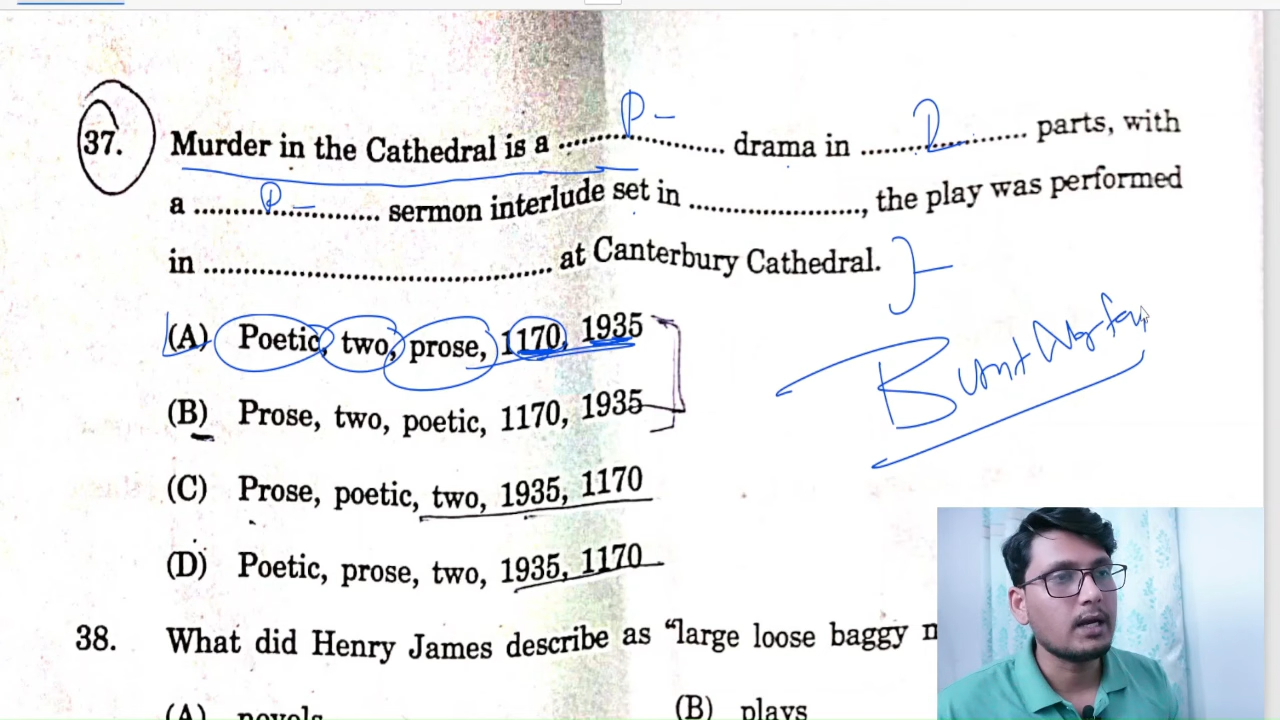 37. Murder in the Cathedral is a .................... drama in .................... parts, with
a .................... sermon interlude set in ...................., the play was performed
in ........................................ at Canterbury Cathedral.
(A) Poetic, two, prose, 1170, 1935
(B) Prose, two, poetic, 1170, 1935
(C) Prose, poetic, two, 1935, 1170
(D) Poetic, prose, two, 1935, 1170
38. What did Henry James describe as “large loose baggy
(A) novels
(B) plays